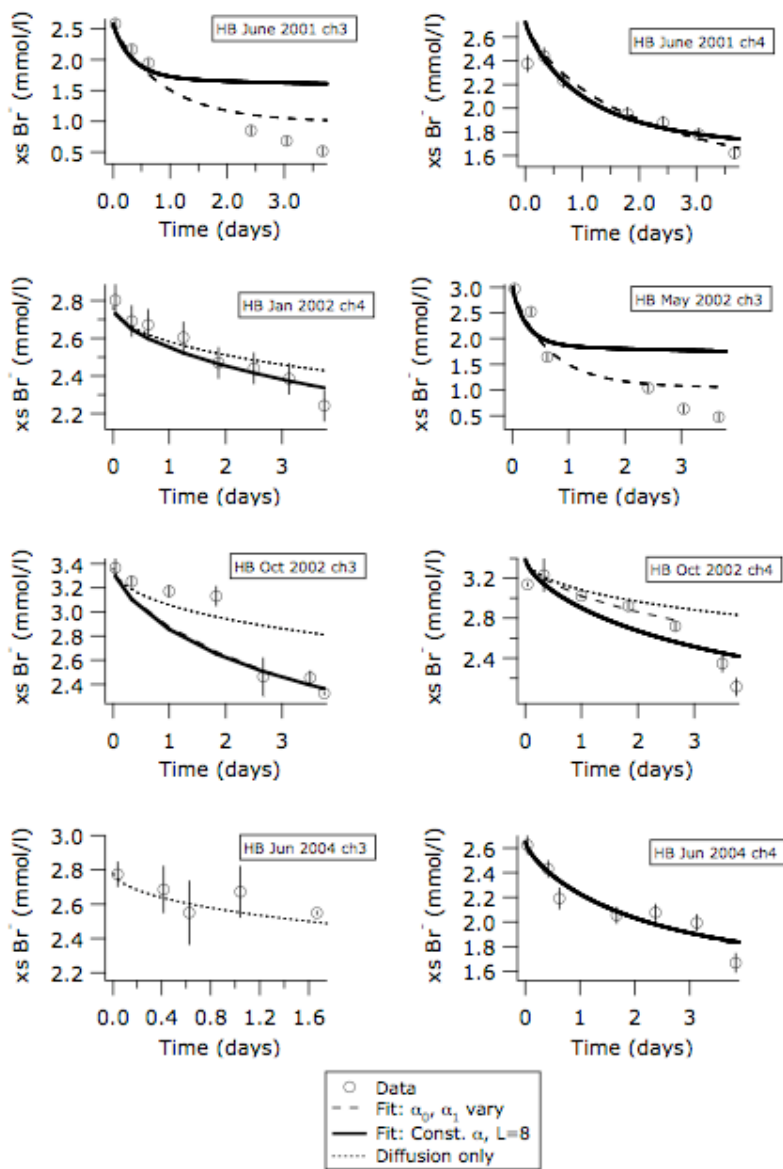 HB June 2001 ch3
xs Br⁻ (mmol/l)
2.5
2.0
1.5
1.0
0.5
0.0 1.0 2.0 3.0
Time (days)
HB June 2001 ch4
xs Br⁻ (mmol/l)
2.6
2.4
2.2
2.0
1.8
1.6
0.0 1.0 2.0 3.0
Time (days)
HB Jan 2002 ch4
xs Br⁻ (mmol/l)
2.8
2.6
2.4
2.2
0 1 2 3
Time (days)
HB May 2002 ch3
xs Br⁻ (mmol/l)
3.0
2.5
2.0
1.5
1.0
0.5
0 1 2 3
Time (days)
HB Oct 2002 ch3
xs Br⁻ (mmol/l)
3.4
3.2
3.0
2.8
2.6
2.4
0 1 2 3
Time (days)
HB Oct 2002 ch4
xs Br⁻ (mmol/l)
3.2
2.8
2.4
0 1 2 3
Time (days)
HB Jun 2004 ch3
xs Br⁻ (mmol/l)
3.0
2.8
2.6
2.4
2.2
0.0 0.4 0.8 1.2 1.6
Time (days)
HB Jun 2004 ch4
xs Br⁻ (mmol/l)
2.6
2.4
2.2
2.0
1.8
1.6
0 1 2 3
Time (days)
Data
Fit: α₀, α₁ vary
Fit: Const. α, L=8
Diffusion only